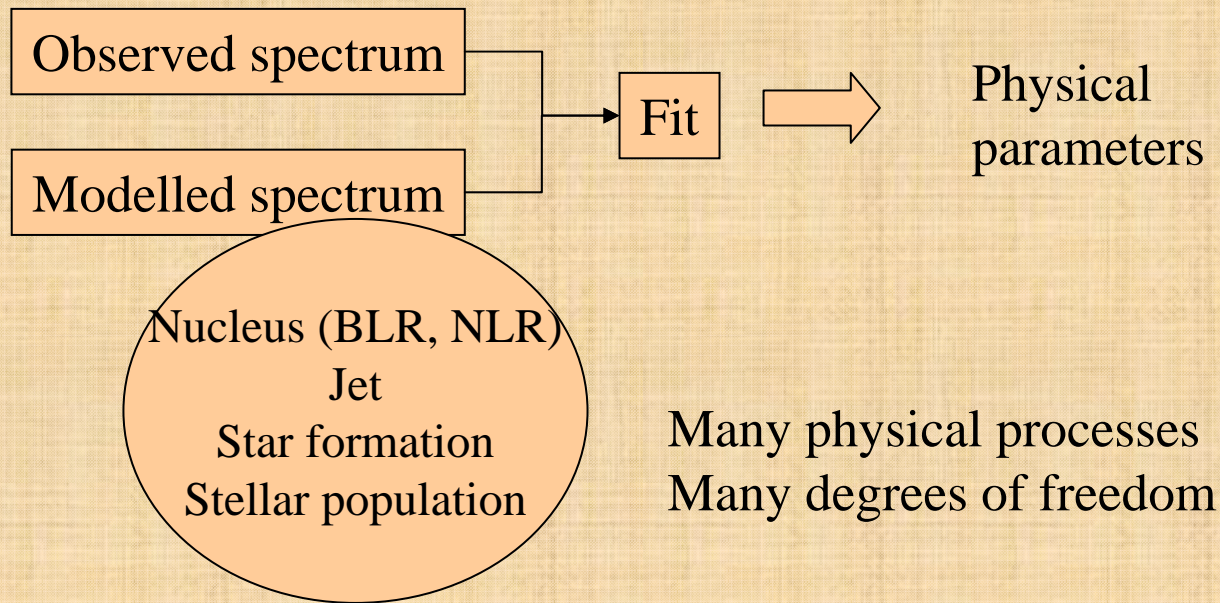 Observed spectrum
Modelled spectrum
Fit
Physical
parameters
Nucleus (BLR, NLR)
Jet
Star formation
Stellar population
Many physical processes
Many degrees of freedom